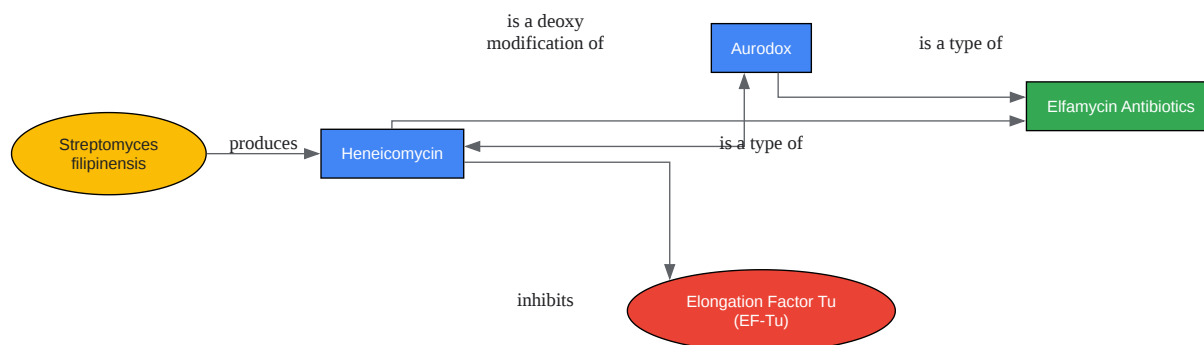 is a deoxy
modification of
Aurodox
is a type of
Elfamycin Antibiotics
Streptomyces
filipinensis
produces
Heneicomycin
is a type of
inhibits
Elongation Factor Tu
(EF-Tu)